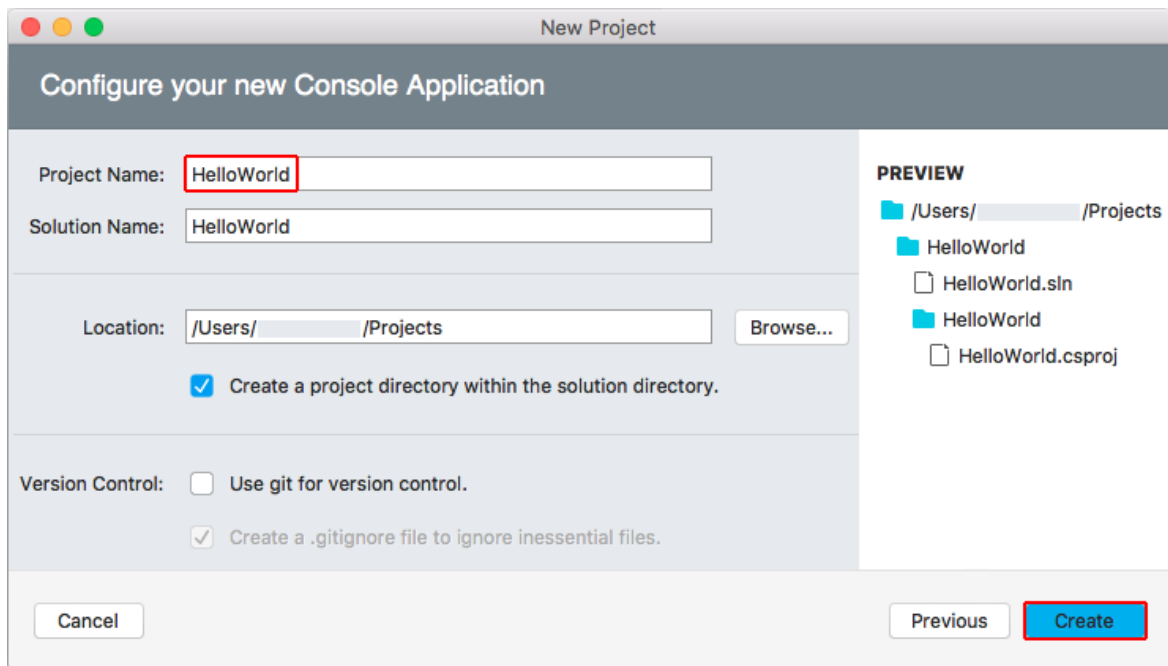 New Project
Configure your new Console Application
Project Name: HelloWorld
Solution Name: HelloWorld
Location: /Users/ /Projects Browse...
Create a project directory within the solution directory.
Version Control: Use git for version control.
Create a .gitignore file to ignore inessential files.
PREVIEW
/Users/ /Projects
HelloWorld
HelloWorld.sln
HelloWorld
HelloWorld.csproj
Cancel Previous Create